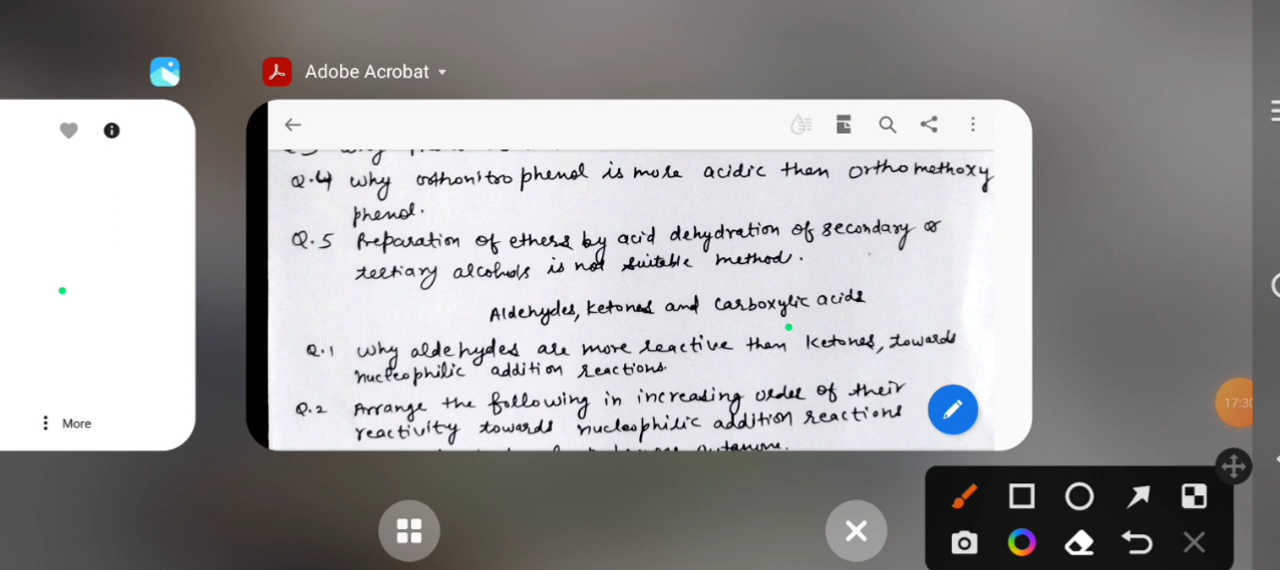 Adobe Acrobat
Q.4 why orthonitro phenol is more acidic than ortho methoxy
phenol.
Q.5 Preparation of ethers by acid dehydration of secondary or
tertiary alcohols is not suitable method.
Aldehydes, ketones and carboxylic acids
Q.1 why aldehydes are more reactive than ketones, towards
nucleophilic addition reactions.
Q.2 Arrange the following in increasing order of their
reactivity towards nucleophilic addition reactions
More
17:30